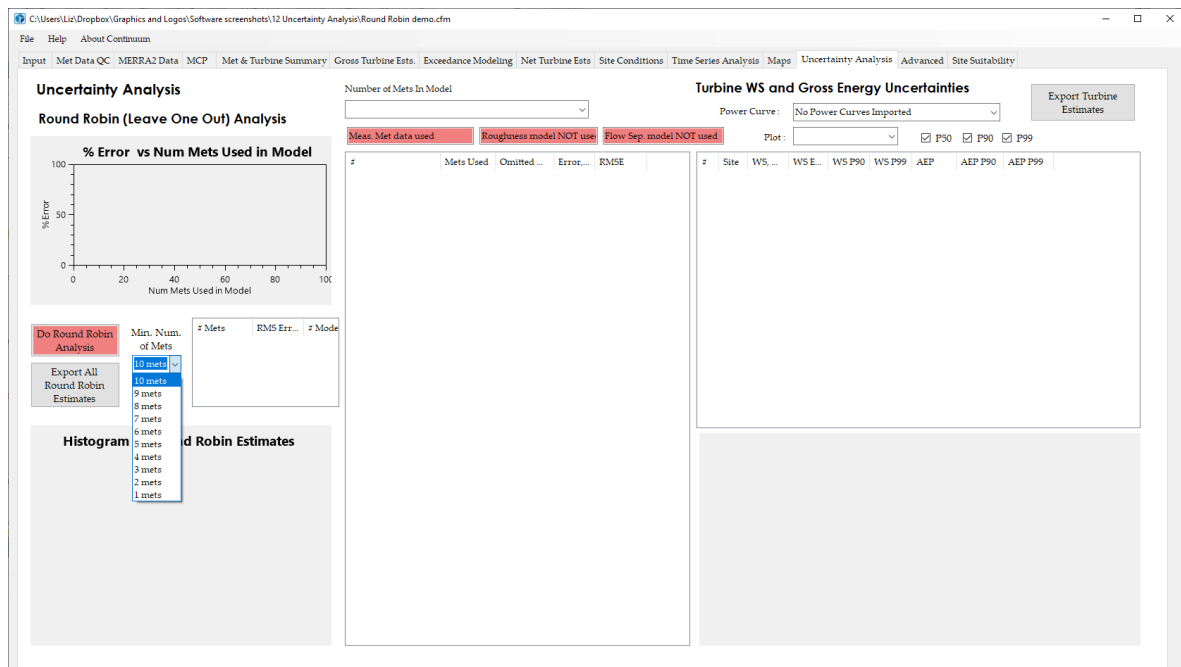 C:\Users\Liz\Dropbox\Graphics and Logos\Software screenshots\12 Uncertainty Analysis\Round Robin demo.cfm
File Help About Continuum
Input Met Data QC MERRA2 Data MCP Met & Turbine Summary Gross Turbine Ests. Exceedance Modeling Net Turbine Ests Site Conditions Time Series Analysis Maps Uncertainty Analysis Advanced Site Suitability
Uncertainty Analysis
Round Robin (Leave One Out) Analysis
% Error vs Num Mets Used in Model
100
50
0
% Error
0 20 40 60 80 100
Num Mets Used in Model
Do Round Robin
Analysis
Export All
Round Robin
Estimates
Min. Num.
of Mets
10 mets
10 mets
9 mets
8 mets
7 mets
6 mets
5 mets
4 mets
3 mets
2 mets
1 mets
# Mets RMS Err... # Mode
Histogram d Robin Estimates
Number of Mets In Model
Meas. Met data used Roughness model NOT use Flow Sep. model NOT used
# Mets Used Omitted ... Error,... RMSE
Turbine WS and Gross Energy Uncertainties
Power Curve : No Power Curves Imported
Plot : P50 P90 P99
Export Turbine
Estimates
# Site WS, ... WS E... WS P90 WS P99 AEP AEP P90 AEP P99